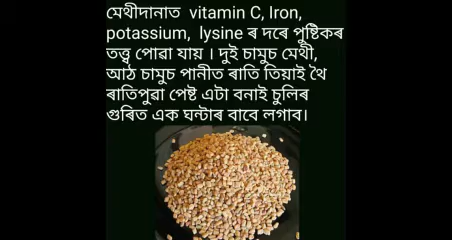 মেথীদানাত  vitamin C, Iron,
potassium,  lysine ৰ দৰে পুষ্টিকৰ
তত্ত্ব পোৱা যায় । দুই চামুচ মেথী,
আঠ চামুচ পানীত ৰাতি তিয়াই থৈ
ৰাতিপুৱা পেষ্ট এটা বনাই চুলিৰ
গুৰিত এক ঘন্টাৰ বাবে লগাব।